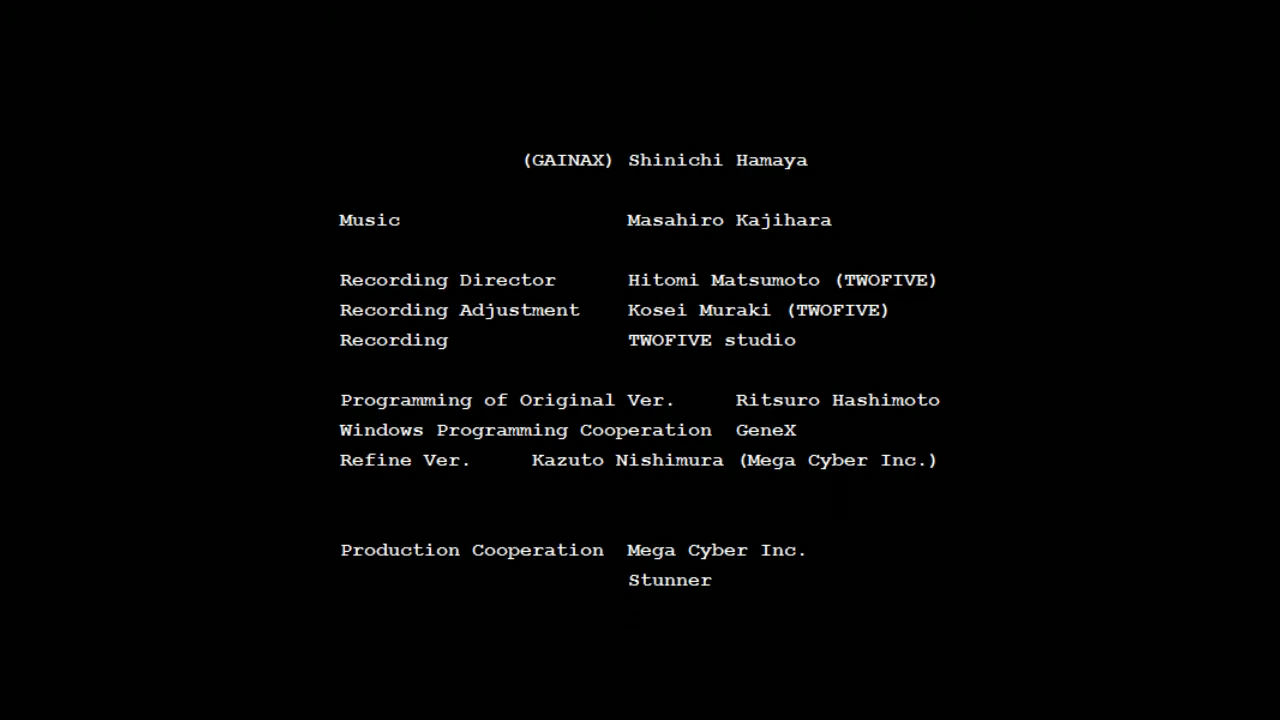 (GAINAX) Shinichi Hamaya
Music Masahiro Kajihara
Recording Director Hitomi Matsumoto (TWOFIVE)
Recording Adjustment Kosei Muraki (TWOFIVE)
Recording TWOFIVE studio
Programming of Original Ver. Ritsuro Hashimoto
Windows Programming Cooperation GeneX
Refine Ver. Kazuto Nishimura (Mega Cyber Inc.)
Production Cooperation Mega Cyber Inc.
Stunner